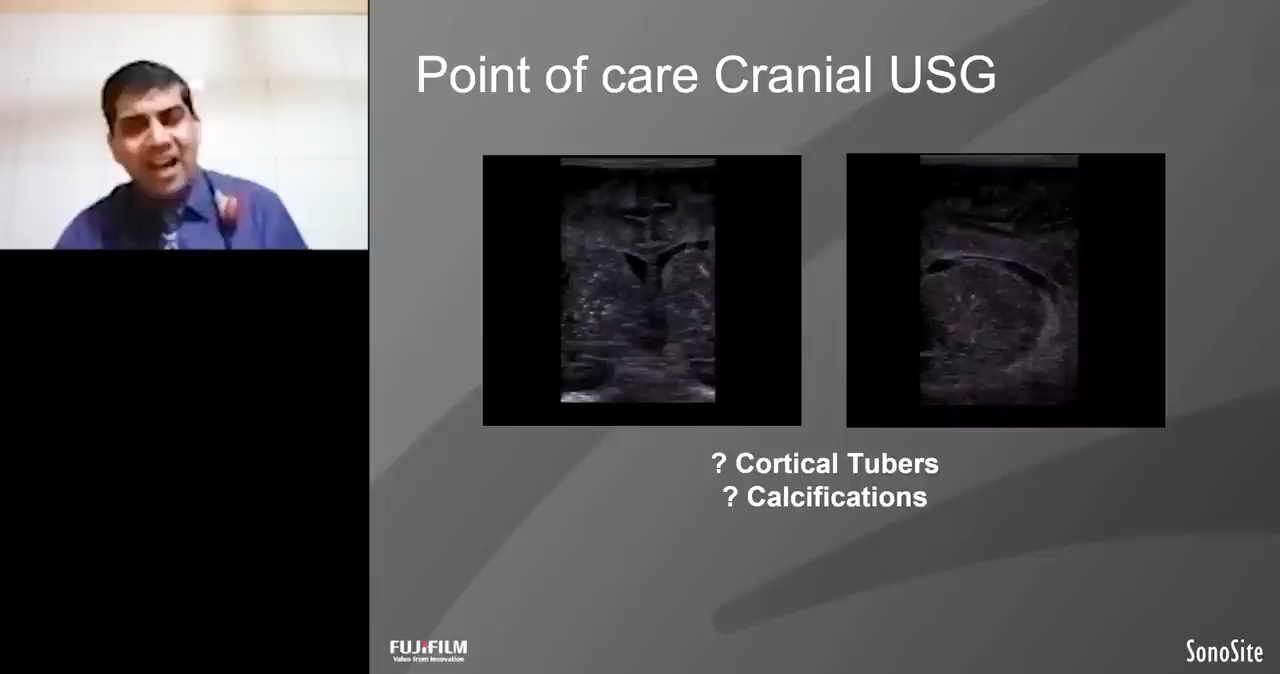 Point of care Cranial USG
? Cortical Tubers
? Calcifications
FUJIFILM
Value from Innovation
SonoSite